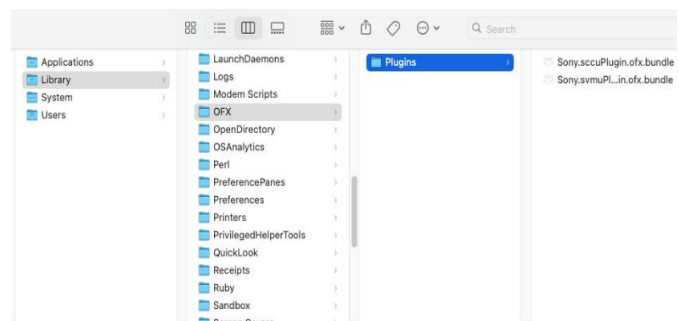 Search
Applications
Library
System
Users
LaunchDaemons
Logs
Modem Scripts
OFX
OpenDirectory
OSAnalytics
Perl
PreferencePanes
Preferences
Printers
PrivilegedHelperTools
QuickLook
Receipts
Ruby
Sandbox
Plugins
Sony.sccuPlugin.ofx.bundle
Sony.svmuPl...in.ofx.bundle